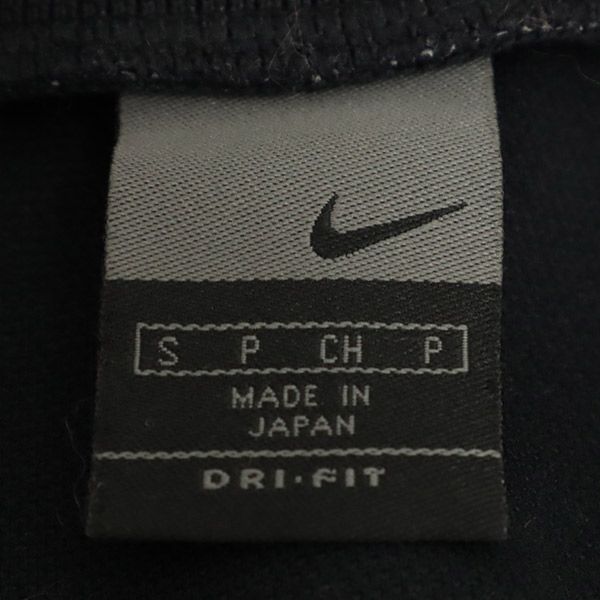 S P CH P
MADE IN
JAPAN
DRI·FIT